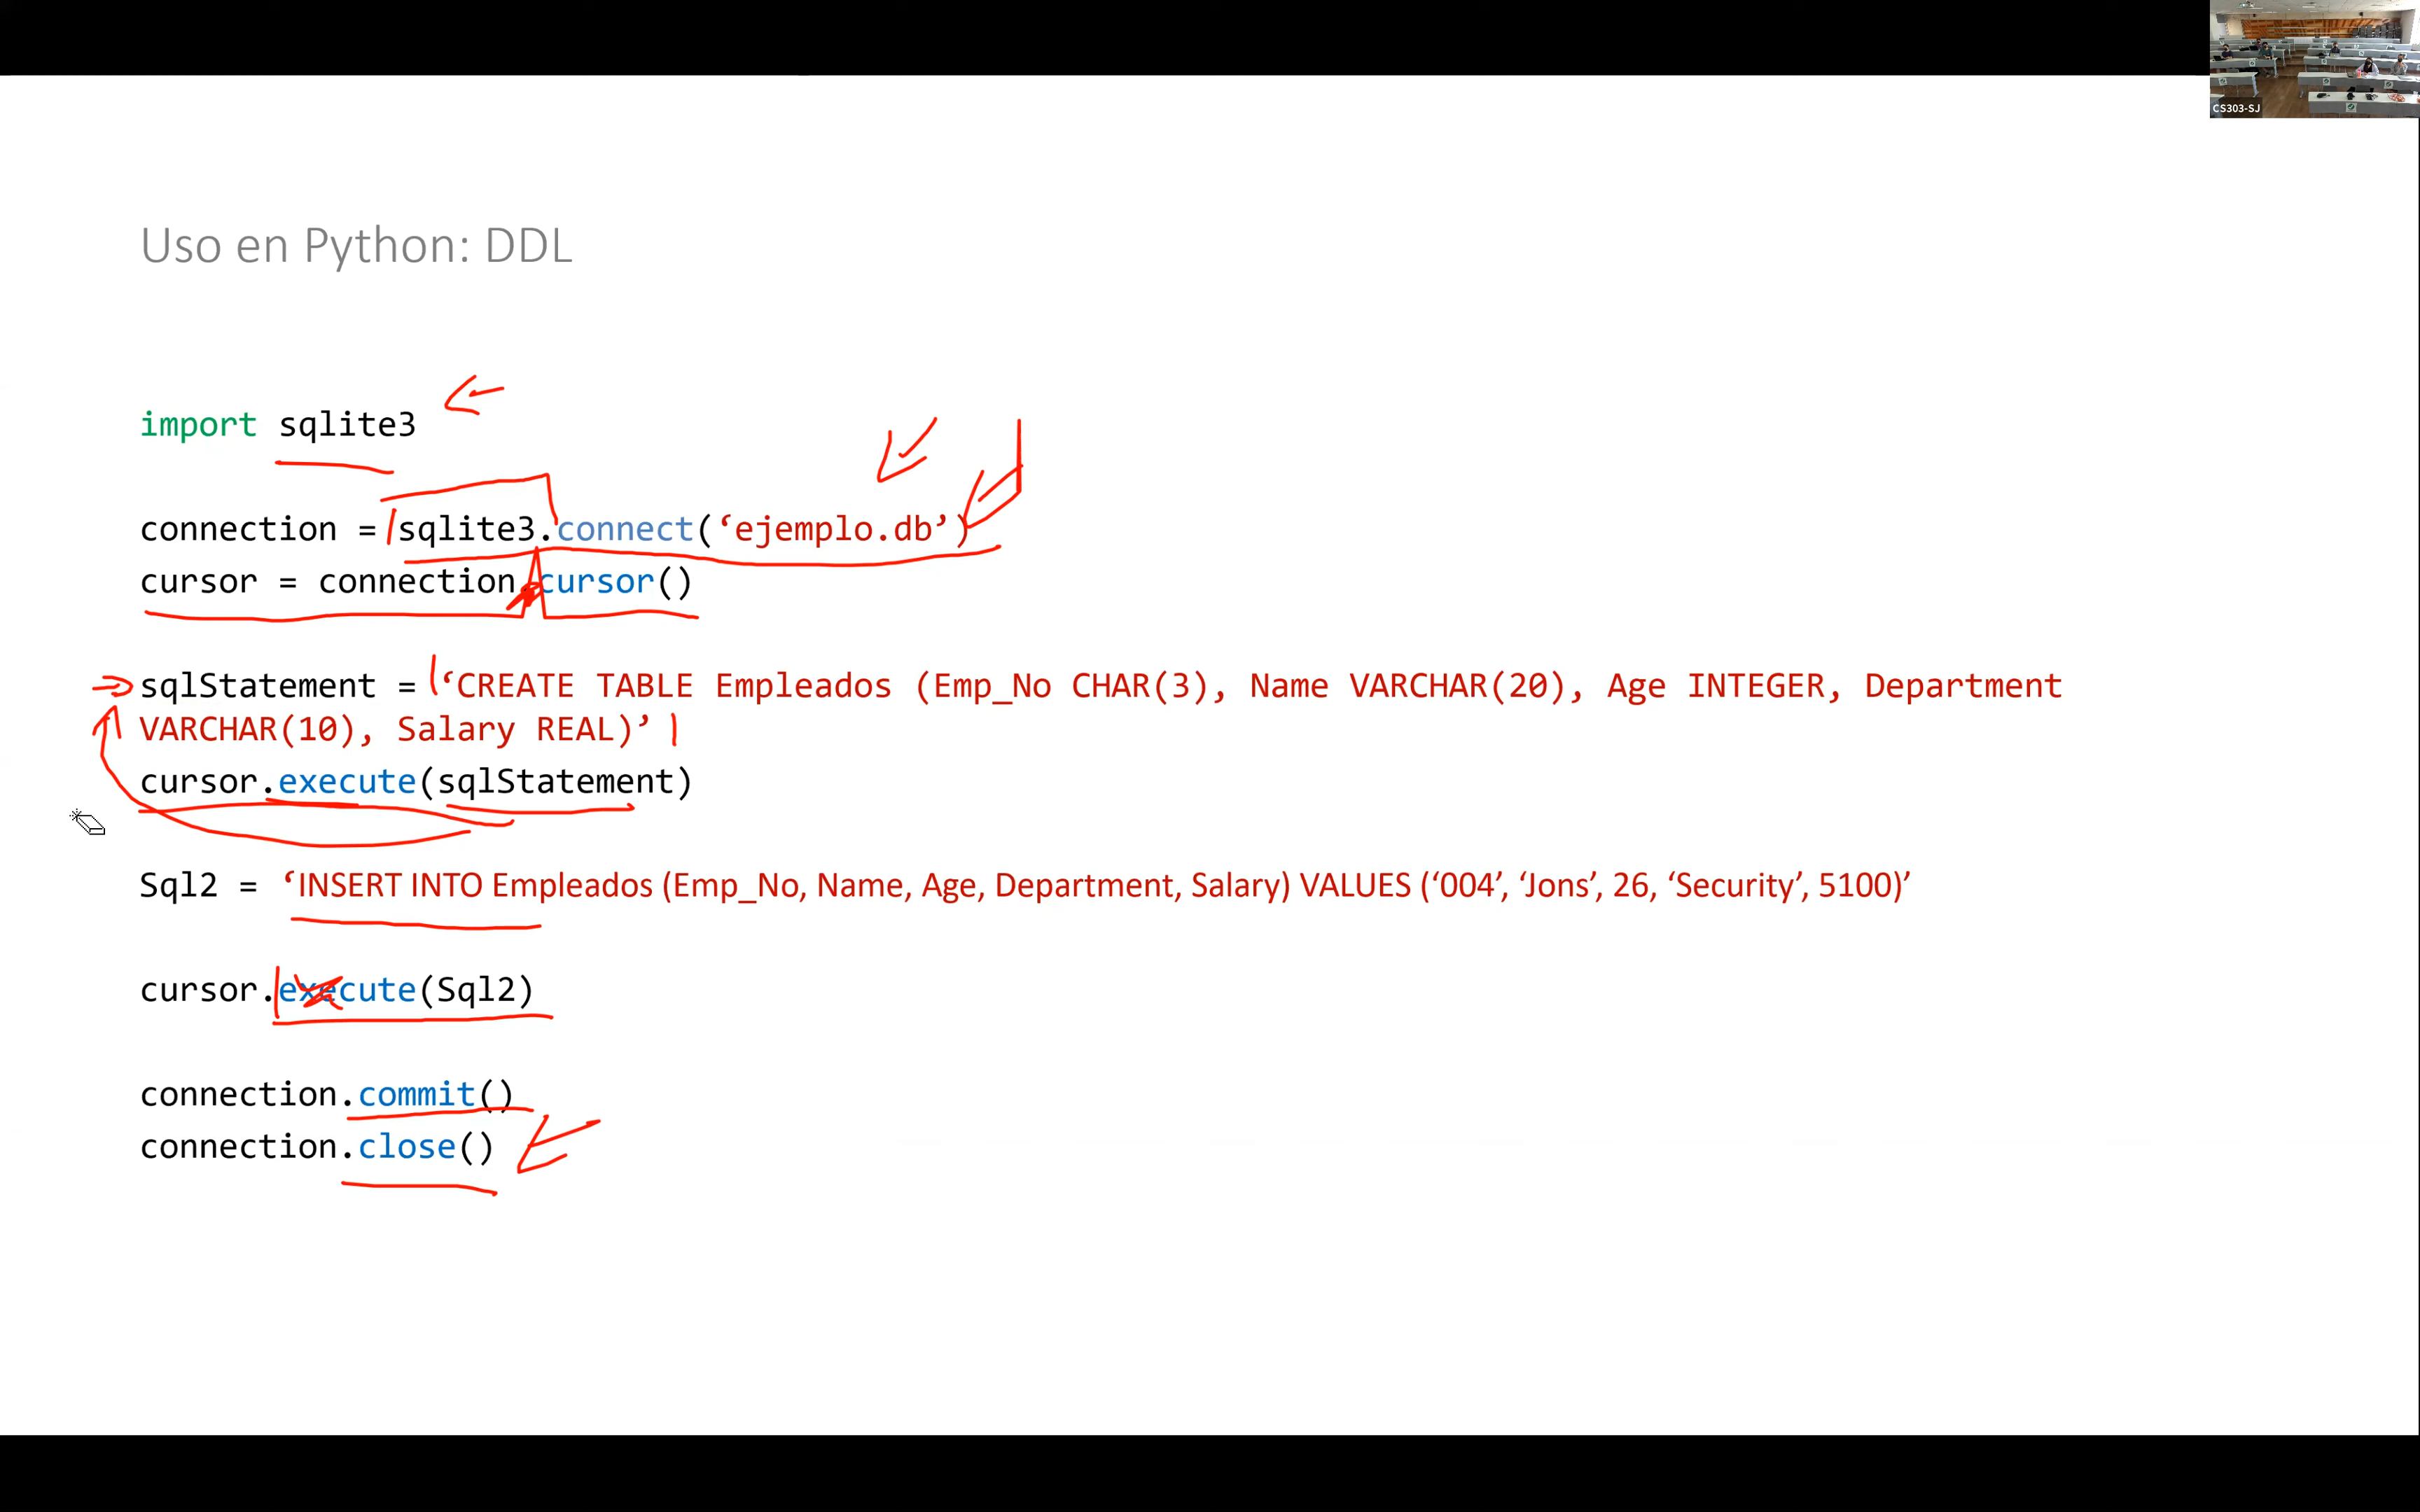 CS303-SJ
Uso en Python: DDL
import sqlite3
connection = sqlite3.connect(‘ejemplo.db’)
cursor = connection.cursor()
sqlStatement = ‘CREATE TABLE Empleados (Emp_No CHAR(3), Name VARCHAR(20), Age INTEGER, Department
VARCHAR(10), Salary REAL)’
cursor.execute(sqlStatement)
Sql2 = ‘INSERT INTO Empleados (Emp_No, Name, Age, Department, Salary) VALUES (‘004’, ‘Jons’, 26, ‘Security’, 5100)’
cursor.execute(Sql2)
connection.commit()
connection.close()